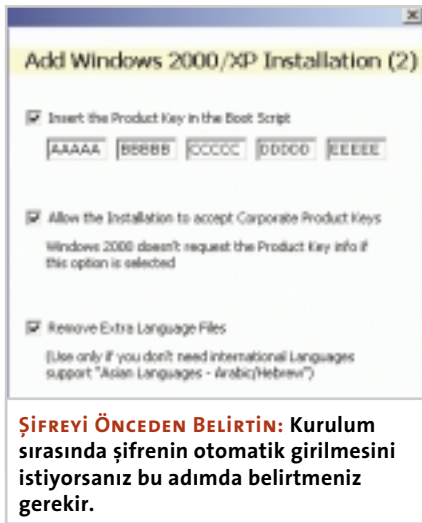 Add Windows 2000/XP Installation (2)
Insert the Product Key in the Boot Script
AAAAA BBBBB CCCCC DDDDD EEEEE
Allow the Installation to accept Corporate Product Keys
Windows 2000 doesn't request the Product Key info if
this option is selected
Remove Extra Language Files
(Use only if you don't need international Languages
support "Asian Languages - Arabic/Hebrew")
ŞİFREYİ ÖNCEDEN BELİRTİN: Kurulum
sırasında şifrenin otomatik girilmesini
istiyorsanız bu adımda belirtmeniz
gerekir.